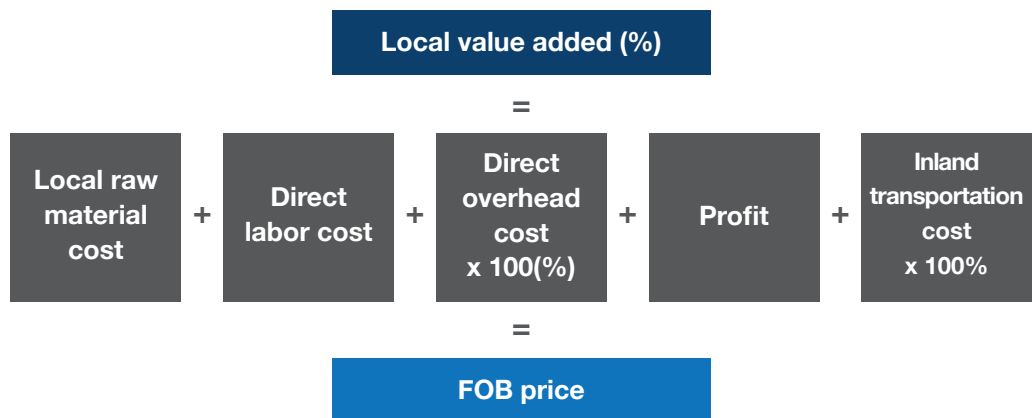 Local value added (%)
=
Local raw
material
cost
+
Direct
labor cost
+
Direct
overhead
cost
x 100(%)
+
Profit
+
Inland
transportation
cost
x 100%
=
FOB price